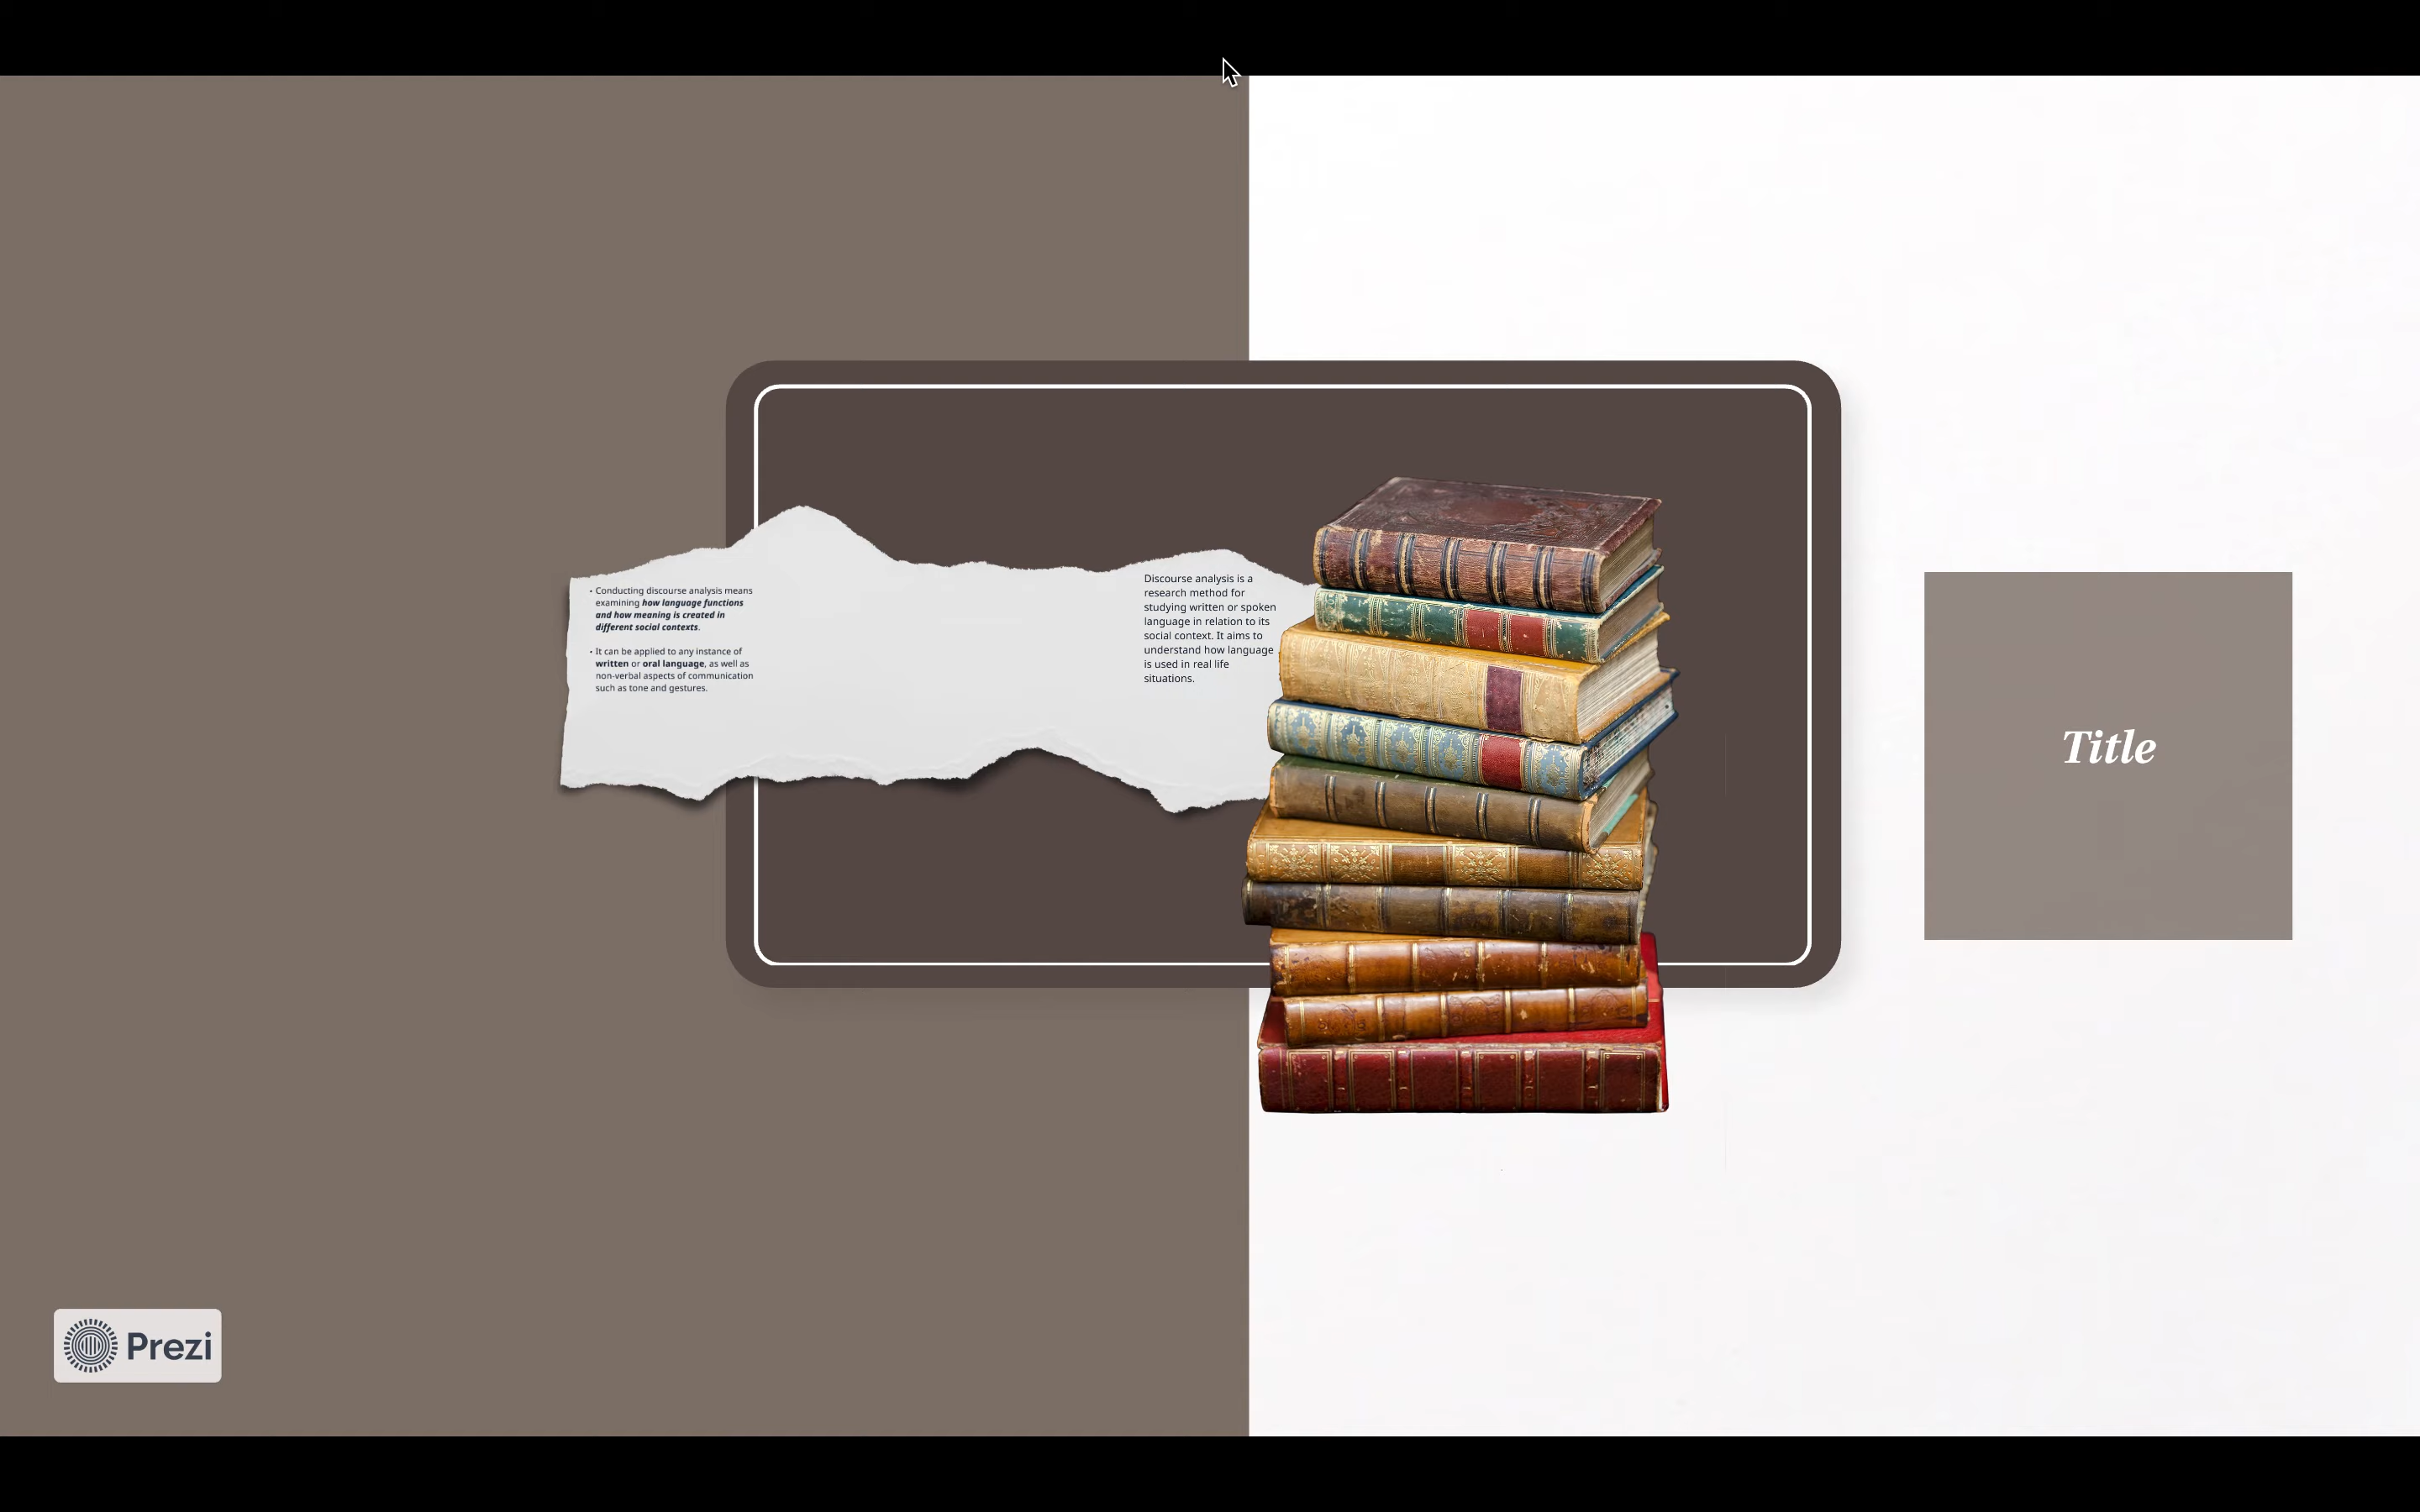 • Conducting discourse analysis means
examining how language functions
and how meaning is created in
different social contexts.
• It can be applied to any instance of
written or oral language, as well as
non-verbal aspects of communication
such as tone and gestures.
Discourse analysis is a
research method for
studying written or spoken
language in relation to its
social context. It aims to
understand how language
is used in real life
situations.
Title
Prezi